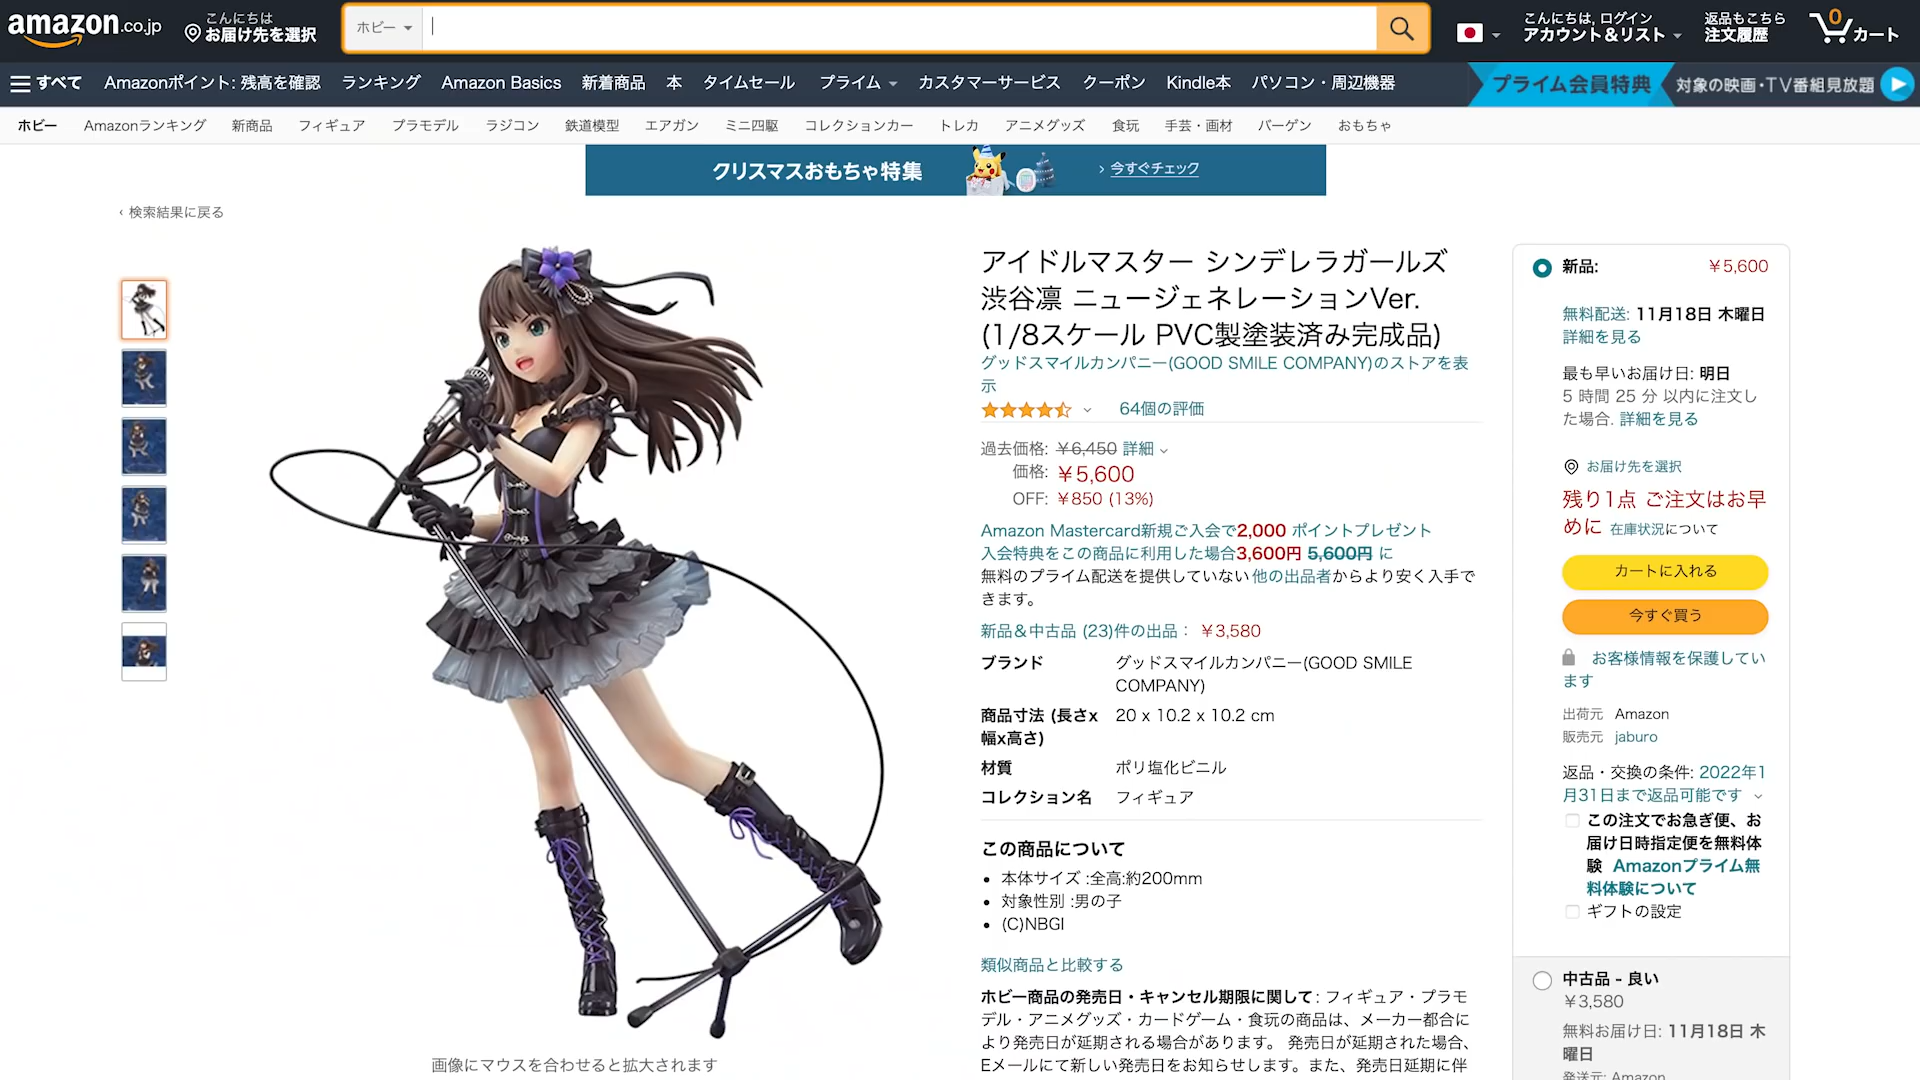 amazon.co.jp
こんにちは
お届け先を選択
ホビー
こんにちは, ログイン
アカウント&リスト
返品もこちら
注文履歴
0
カート
すべて
Amazonポイント: 残高を確認
ランキング
Amazon Basics
新着商品
本
タイムセール
プライム
カスタマーサービス
クーポン
Kindle本
パソコン・周辺機器
プライム会員特典
対象の映画・TV番組見放題
ホビー
Amazonランキング
新商品
フィギュア
プラモデル
ラジコン
鉄道模型
エアガン
ミニ四駆
コレクションカー
トレカ
アニメグッズ
食玩
手芸・画材
バーゲン
おもちゃ
クリスマスおもちゃ特集
› 今すぐチェック
‹ 検索結果に戻る
画像にマウスを合わせると拡大されます
アイドルマスター シンデレラガールズ
渋谷凛 ニュージェネレーションVer.
(1/8スケール PVC製塗装済み完成品)
グッドスマイルカンパニー(GOOD SMILE COMPANY)のストアを表
示
64個の評価
過去価格: ￥6,450 詳細
価格: ￥5,600
OFF: ￥850 (13%)
Amazon Mastercard新規ご入会で2,000 ポイントプレゼント
入会特典をこの商品に利用した場合3,600円 5,600円 に
無料のプライム配送を提供していない他の出品者からより安く入手で
きます。
新品&中古品 (23)件の出品： ￥3,580
ブランド グッドスマイルカンパニー(GOOD SMILE
COMPANY)
商品寸法 (長さx 20 x 10.2 x 10.2 cm
幅x高さ)
材質 ポリ塩化ビニル
コレクション名 フィギュア
この商品について
本体サイズ :全高:約200mm
対象性別 :男の子
(C)NBGI
類似商品と比較する
ホビー商品の発売日・キャンセル期限に関して: フィギュア・プラモ
デル・アニメグッズ・カードゲーム・食玩の商品は、メーカー都合に
より発売日が延期される場合があります。 発売日が延期された場合、
Eメールにて新しい発売日をお知らせします。また、発売日延期に伴
新品: ￥5,600
無料配送: 11月18日 木曜日
詳細を見る
最も早いお届け日: 明日
5 時間 25 分 以内に注文し
た場合. 詳細を見る
お届け先を選択
残り1点 ご注文はお早
めに 在庫状況について
カートに入れる
今すぐ買う
お客様情報を保護してい
ます
出荷元 Amazon
販売元 jaburo
返品・交換の条件: 2022年1
月31日まで返品可能です
この注文でお急ぎ便、お
届け日時指定便を無料体
験 Amazonプライム無
料体験について
ギフトの設定
中古品 - 良い
￥3,580
無料お届け日: 11月18日 木
曜日
発送元: Amazon